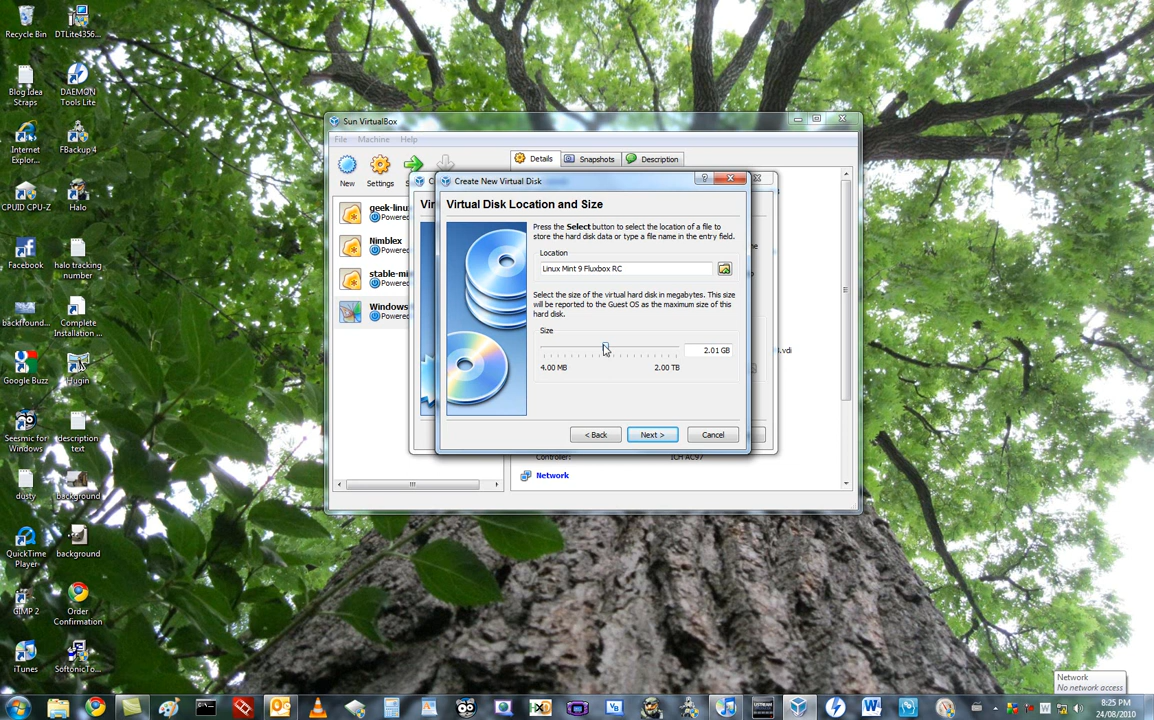 Recycle Bin
DTLite4356...
Blog Idea
Straps
DAEMON
Tools Lite
Internet
Explor...
FBackup 4
CPUID CPU-Z
Halo
Facebook
halo tracking
number
Complete
Installation ...
Google Buzz
Hugin
Seesmic for
Windows
description
text
dusty
background
QuickTime
Player
background
GIMP 2
Order
Confirmation
iTunes
SoftonicTo...
Sun VirtualBox
File Machine Help
New
Settings
Details
Snapshots
Description
geek-linu
Powered
Nimblex
Powered
stable-mi
Powered
Windows
Powered
Create New Virtual Disk
Virtual Disk Location and Size
Press the Select button to select the location of a file to
store the hard disk data or type a file name in the entry field.
Location
Linux Mint 9 Fluxbox RC
Select the size of the virtual hard disk in megabytes. This size
will be reported to the Guest OS as the maximum size of this
hard disk.
Size
2.01 GB
4.00 MB
2.00 TB
< Back
Next >
Cancel
.vdi
Controller:
ICH AC97
Network
Network
No network access
8:25 PM
24/08/2010